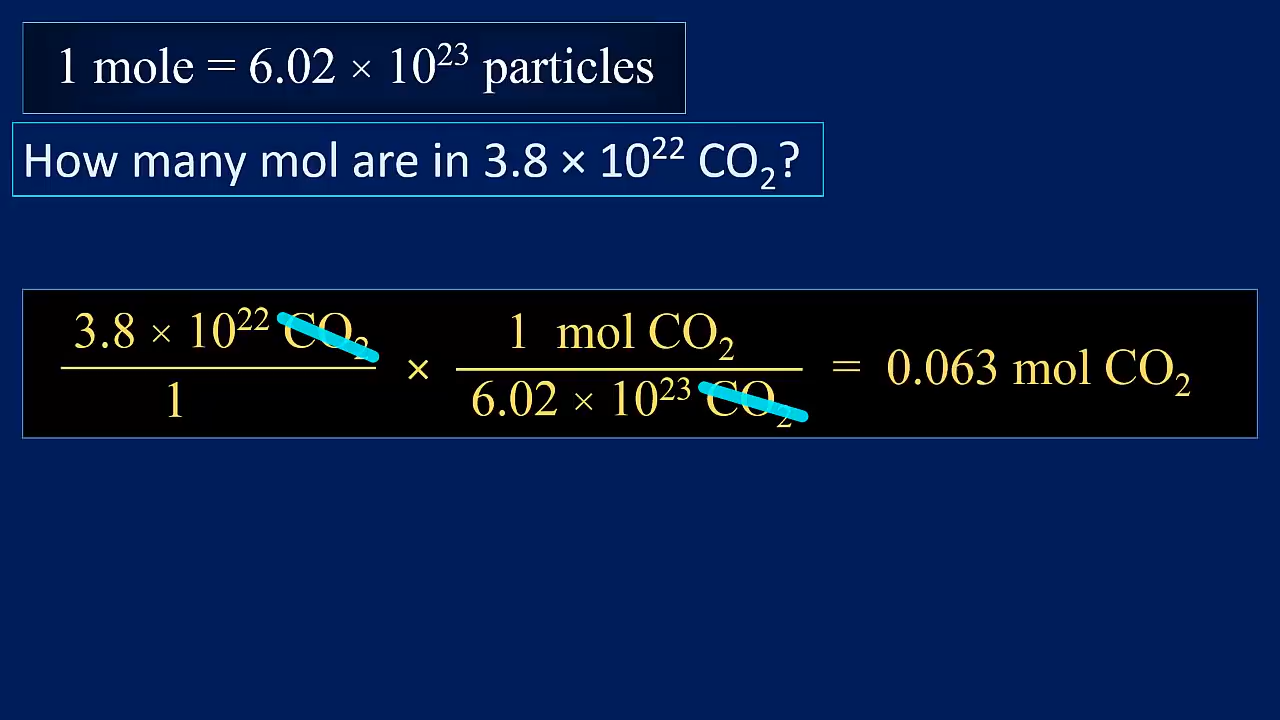 1 mole = 6.02 × 10²³ particles
How many mol are in 3.8 × 10²² CO₂?
3.8 × 10²² CO₂
1
×
1 mol CO₂
6.02 × 10²³ CO₂
= 0.063 mol CO₂